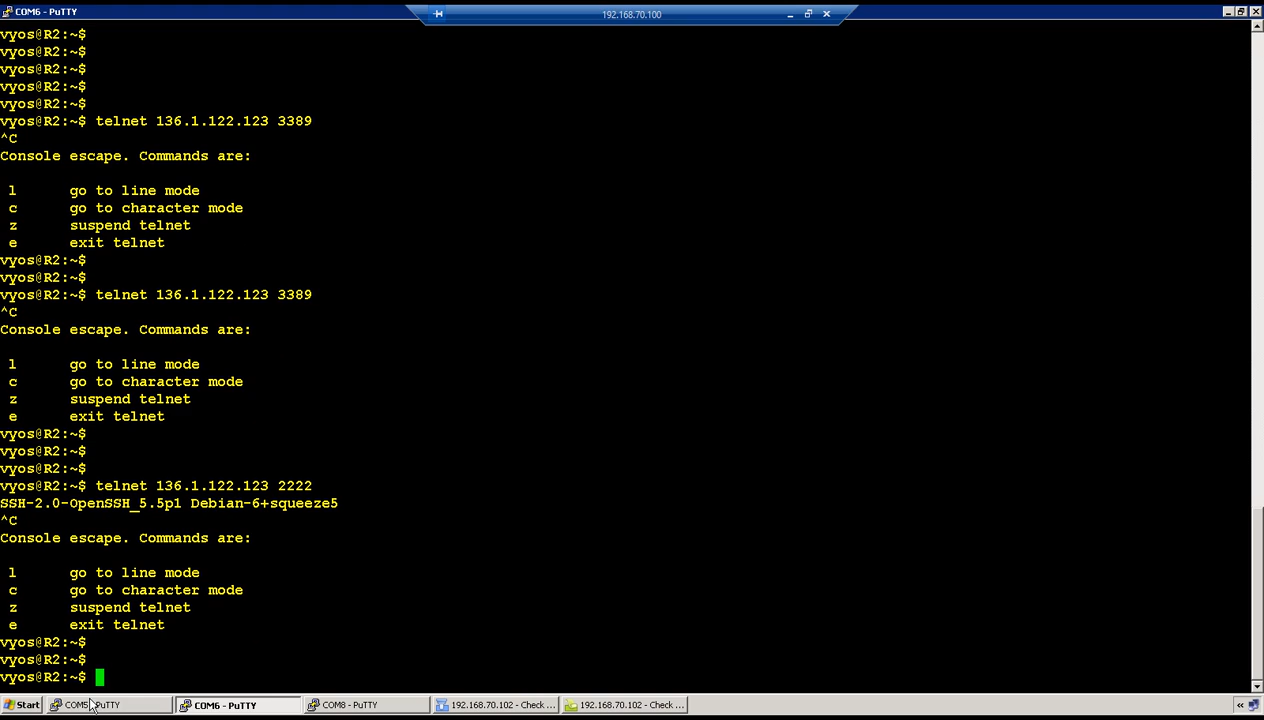 COM6 - PuTTY
192.168.70.100
vyos@R2:~$
vyos@R2:~$
vyos@R2:~$
vyos@R2:~$
vyos@R2:~$
vyos@R2:~$ telnet 136.1.122.123 3389
^C
Console escape. Commands are:
l go to line mode
c go to character mode
z suspend telnet
e exit telnet
vyos@R2:~$
vyos@R2:~$
vyos@R2:~$ telnet 136.1.122.123 3389
^C
Console escape. Commands are:
l go to line mode
c go to character mode
z suspend telnet
e exit telnet
vyos@R2:~$
vyos@R2:~$
vyos@R2:~$
vyos@R2:~$ telnet 136.1.122.123 2222
SSH-2.0-OpenSSH_5.5p1 Debian-6+squeeze5
^C
Console escape. Commands are:
l go to line mode
c go to character mode
z suspend telnet
e exit telnet
vyos@R2:~$
vyos@R2:~$
vyos@R2:~$
Start COM5 - PuTTY COM6 - PuTTY COM8 - PuTTY 192.168.70.102 - Check ... 192.168.70.102 - Check ... «